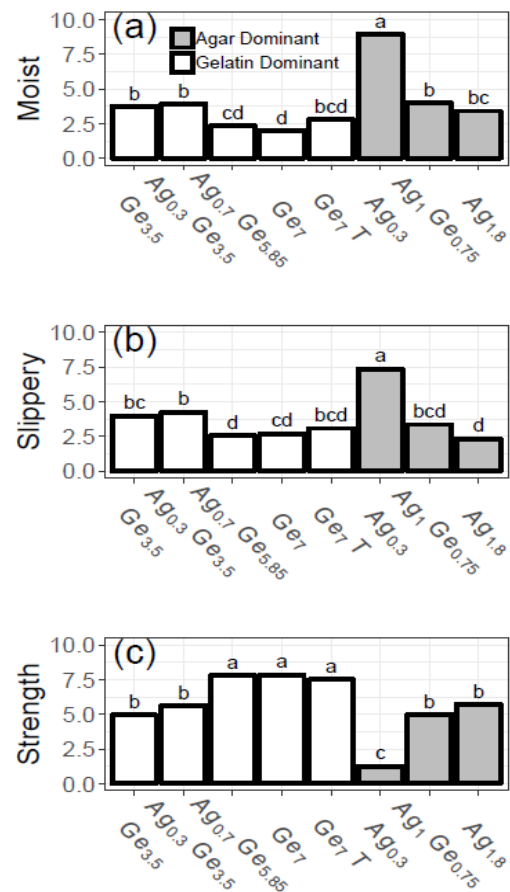 (a)
Agar Dominant
Gelatin Dominant
Moist
10.0
7.5
5.0
2.5
0.0
b b cd d bcd a b bc
Ge3.5 Ag0.3 Ge3.5 Ag0.7 Ge5.85 Ge7 Ge7 T Ag0.3 Ag1 Ge0.75 Ag1.8
(b)
Slippery
10.0
7.5
5.0
2.5
0.0
bc b d cd bcd a bcd d
Ge3.5 Ag0.3 Ge3.5 Ag0.7 Ge5.85 Ge7 Ge7 T Ag0.3 Ag1 Ge0.75 Ag1.8
(c)
Strength
10.0
7.5
5.0
2.5
0.0
b b a a a c b b
Ge3.5 Ag0.3 Ge3.5 Ag0.7 Ge5.85 Ge7 Ge7 T Ag0.3 Ag1 Ge0.75 Ag1.8